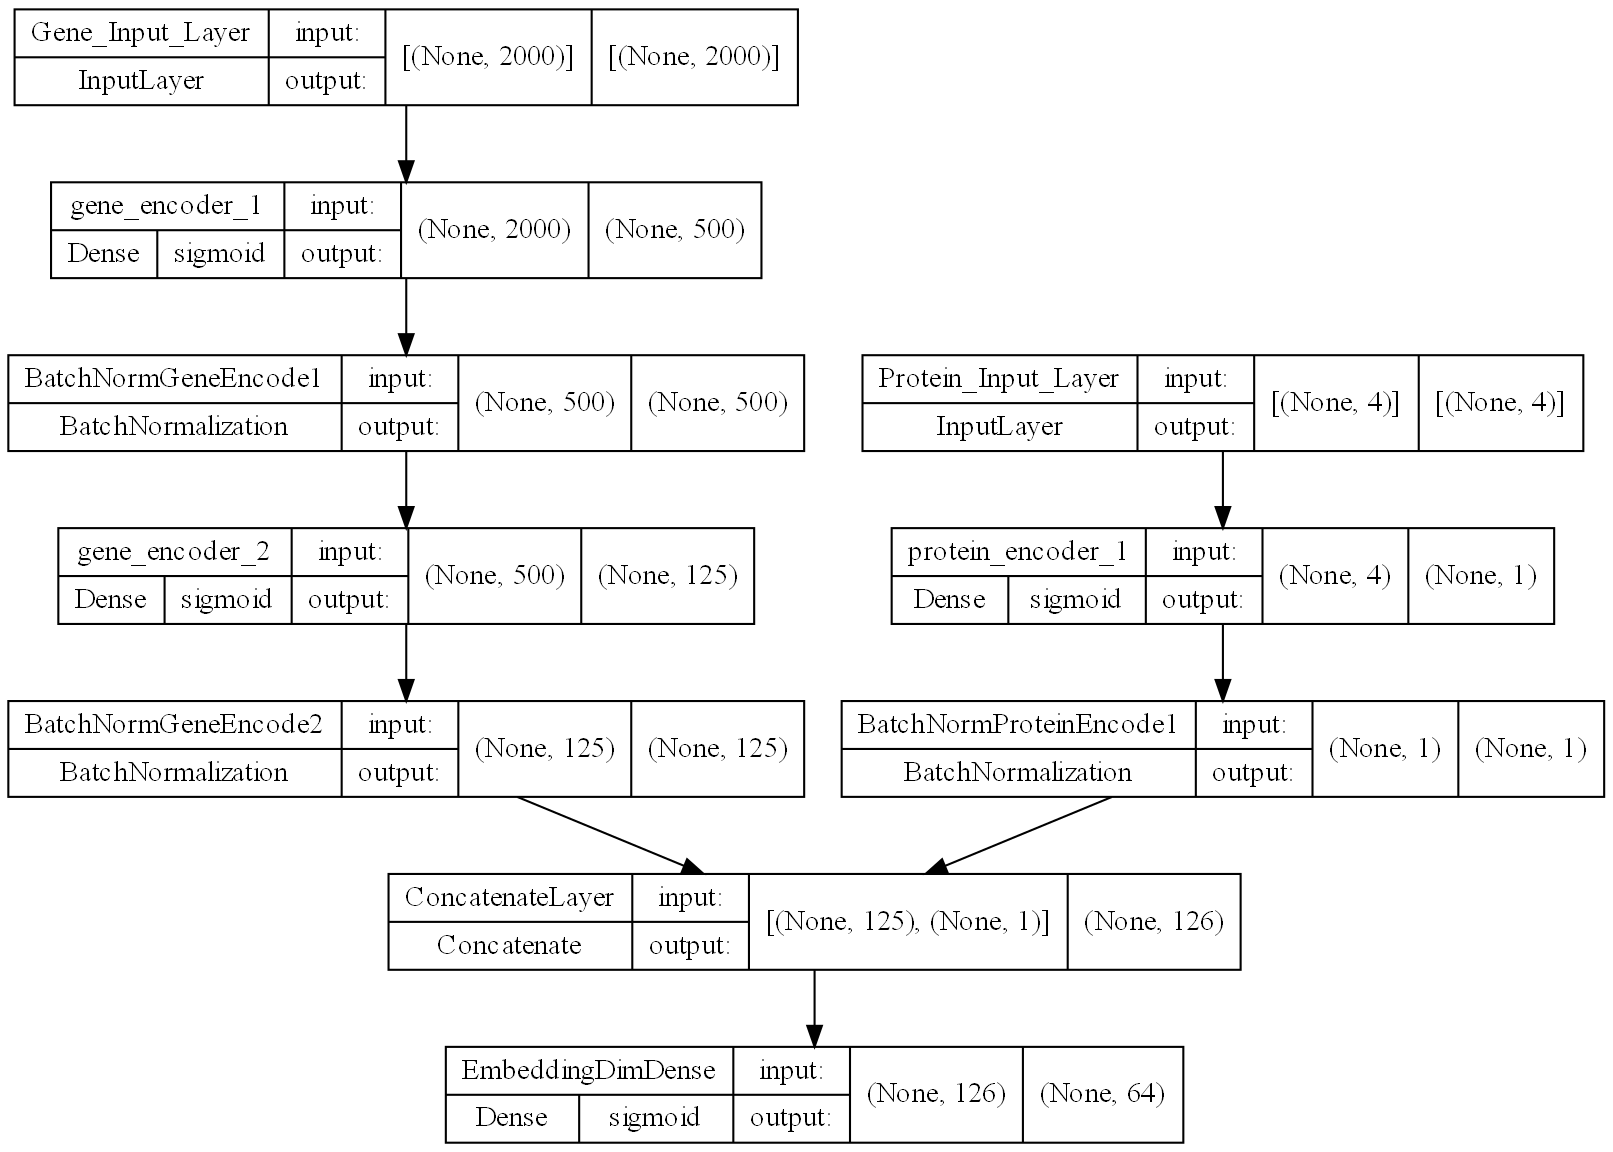 Gene_Input_Layer input:
InputLayer output:
[(None, 2000)] [(None, 2000)]
gene_encoder_1 input:
Dense sigmoid output:
(None, 2000) (None, 500)
BatchNormGeneEncode1 input:
BatchNormalization output:
(None, 500) (None, 500)
Protein_Input_Layer input:
InputLayer output:
[(None, 4)] [(None, 4)]
gene_encoder_2 input:
Dense sigmoid output:
(None, 500) (None, 125)
protein_encoder_1 input:
Dense sigmoid output:
(None, 4) (None, 1)
BatchNormGeneEncode2 input:
BatchNormalization output:
(None, 125) (None, 125)
BatchNormProteinEncode1 input:
BatchNormalization output:
(None, 1) (None, 1)
ConcatenateLayer input:
Concatenate output:
[(None, 125), (None, 1)] (None, 126)
EmbeddingDimDense input:
Dense sigmoid output:
(None, 126) (None, 64)